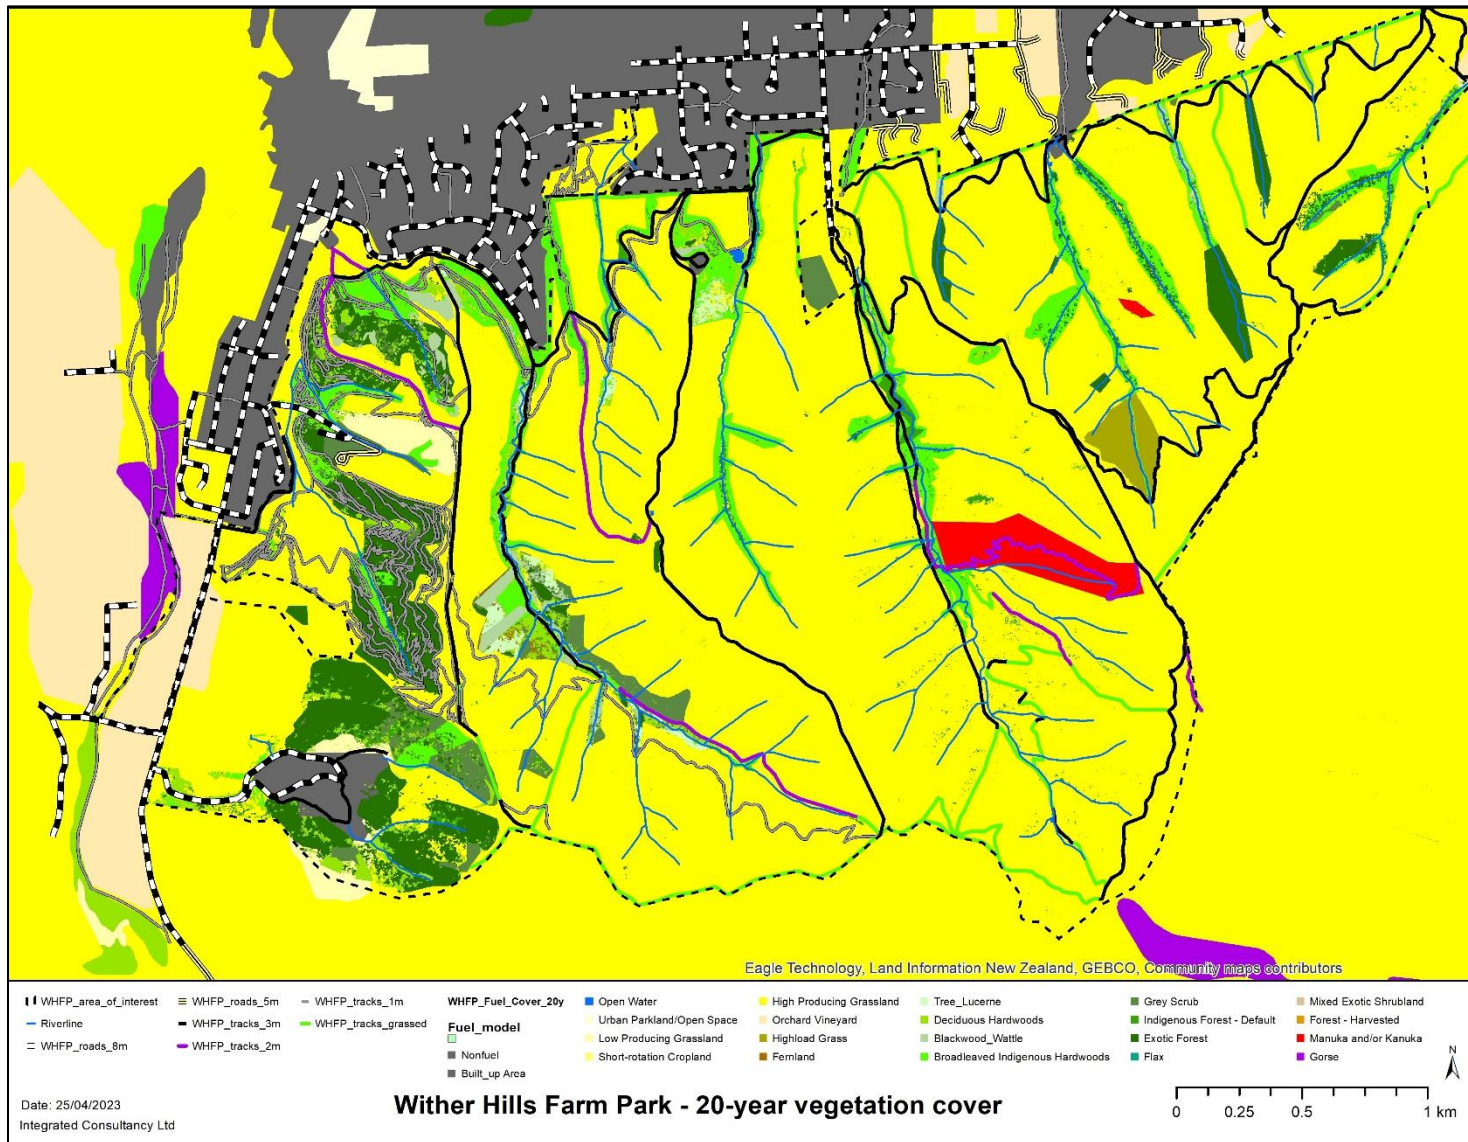 Eagle Technology, Land Information New Zealand, GEBCO, Community maps contributors
WHFP_area_of_interest
Riverline
WHFP_roads_8m
WHFP_roads_5m
WHFP_tracks_3m
WHFP_tracks_2m
WHFP_tracks_1m
WHFP_tracks_grassed
WHFP_Fuel_Cover_20y
Fuel_model
Nonfuel
Built_up Area
Open Water
Urban Parkland/Open Space
Low Producing Grassland
Short-rotation Cropland
High Producing Grassland
Orchard Vineyard
Highload Grass
Fernland
Tree_Lucerne
Deciduous Hardwoods
Blackwood_Wattle
Broadleaved Indigenous Hardwoods
Grey Scrub
Indigenous Forest - Default
Exotic Forest
Flax
Mixed Exotic Shrubland
Forest - Harvested
Manuka and/or Kanuka
Gorse
N
Date: 25/04/2023
Integrated Consultancy Ltd
Wither Hills Farm Park - 20-year vegetation cover
0 0.25 0.5 1 km